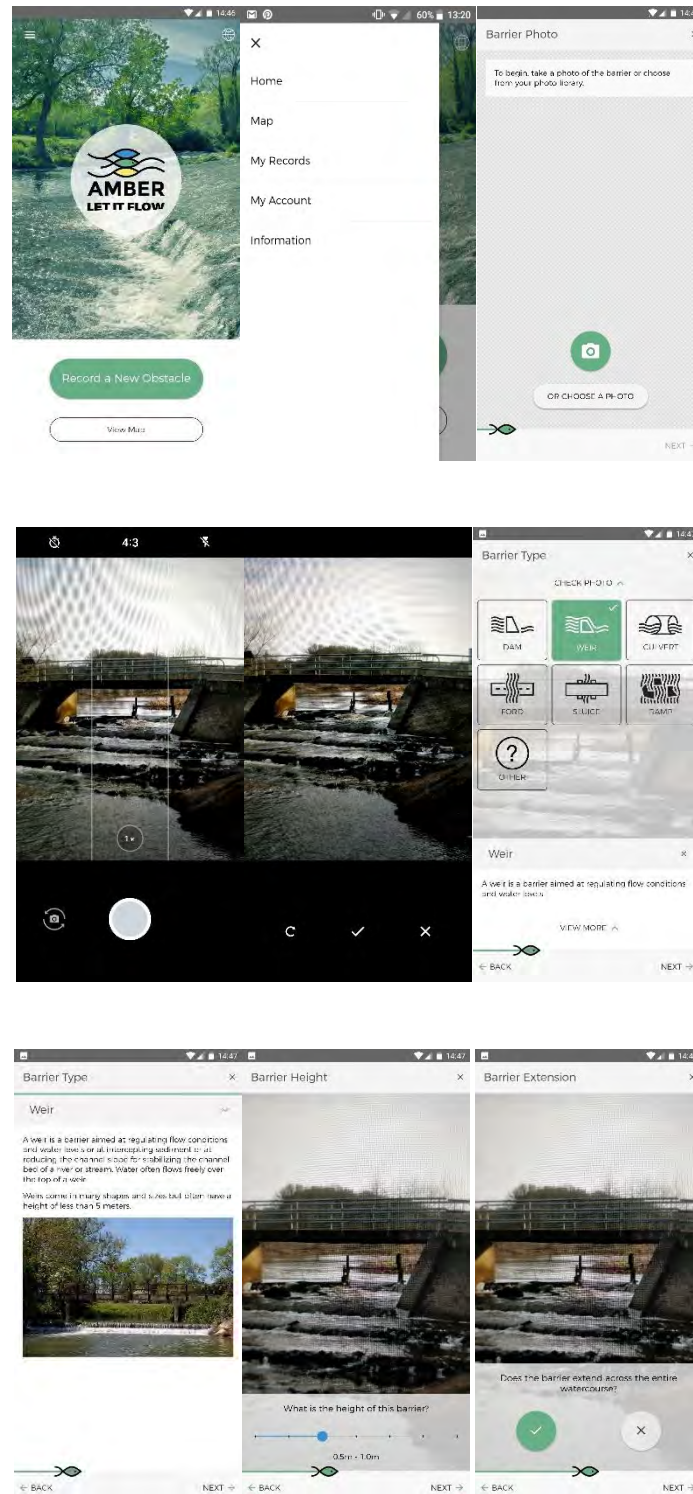 14:46
AMBER
LET IT FLOW
Record a New Obstacle
View Map
60% 13:20
Home
Map
My Records
My Account
Information
Barrier Photo
To begin, take a photo of the barrier or choose
from your photo library.
OR CHOOSE A PHOTO
NEXT
4:3
1x
Barrier Type
CHECK PHOTO
DAM
WEIR
CULVERT
FORD
SLUICE
RAMP
OTHER
Weir
A weir is a barrier aimed at regulating flow conditions
and water levels
VIEW MORE
BACK
NEXT
14:47
Barrier Type
Weir
A weir is a barrier aimed at regulating flow conditions
and water levels or at intercepting sediment or at
reducing the channel slope for stabilizing the channel
bed of a river or stream. Water often flows freely over
the top of a weir
Weirs come in many shapes and sizes but often have a
height of less than 5 meters.
BACK
NEXT
14:47
Barrier Height
What is the height of this barrier?
0.5m - 1.0m
BACK
NEXT
Barrier Extension
Does the barrier extend across the entire
watercourse?
BACK
NEXT